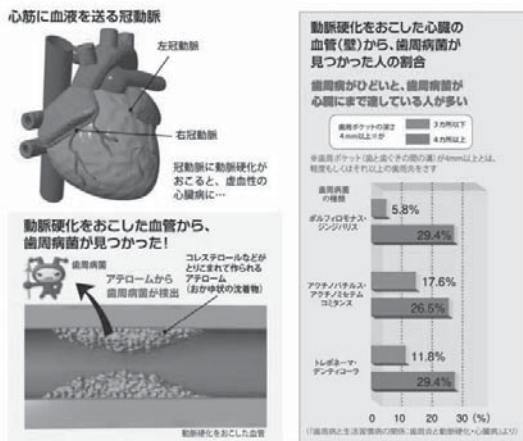 心筋に血液を送る冠動脈
左冠動脈
右冠動脈
冠動脈に動脈硬化が
おこると、虚血性の
心臓病に…
動脈硬化をおこした血管から、
歯周病菌が見つかった!
歯周病菌
アテロームから
歯周病菌が検出
コレステロールなどが
とりこまれて作られる
アテローム
(おかゆ状の沈着物)
動脈硬化をおこした血管
動脈硬化をおこした心臓の
血管(壁)から、歯周病菌が
見つかった人の割合
歯周病がひどいと、歯周病菌が
心臓にまで達している人が多い
歯周ポケットの深さ
4mm以上※が
3カ所以下
4カ所以上
※歯周ポケット(歯と歯ぐきの間の溝)が4mm以上とは、
軽度もしくはそれ以上の歯周炎をさす
歯周病菌
の種類
ポルフィロモナス・
ジンジバリス
5.8%
29.4%
アクチノバチルス・
アクチノミセテム
コミタンス
17.6%
26.5%
トレポネーマ・
デンティコーラ
11.8%
29.4%
0 10 20 30 (%)
(「歯周病と生活習慣病の関係:歯周炎と動脈硬化・心臓病」より)